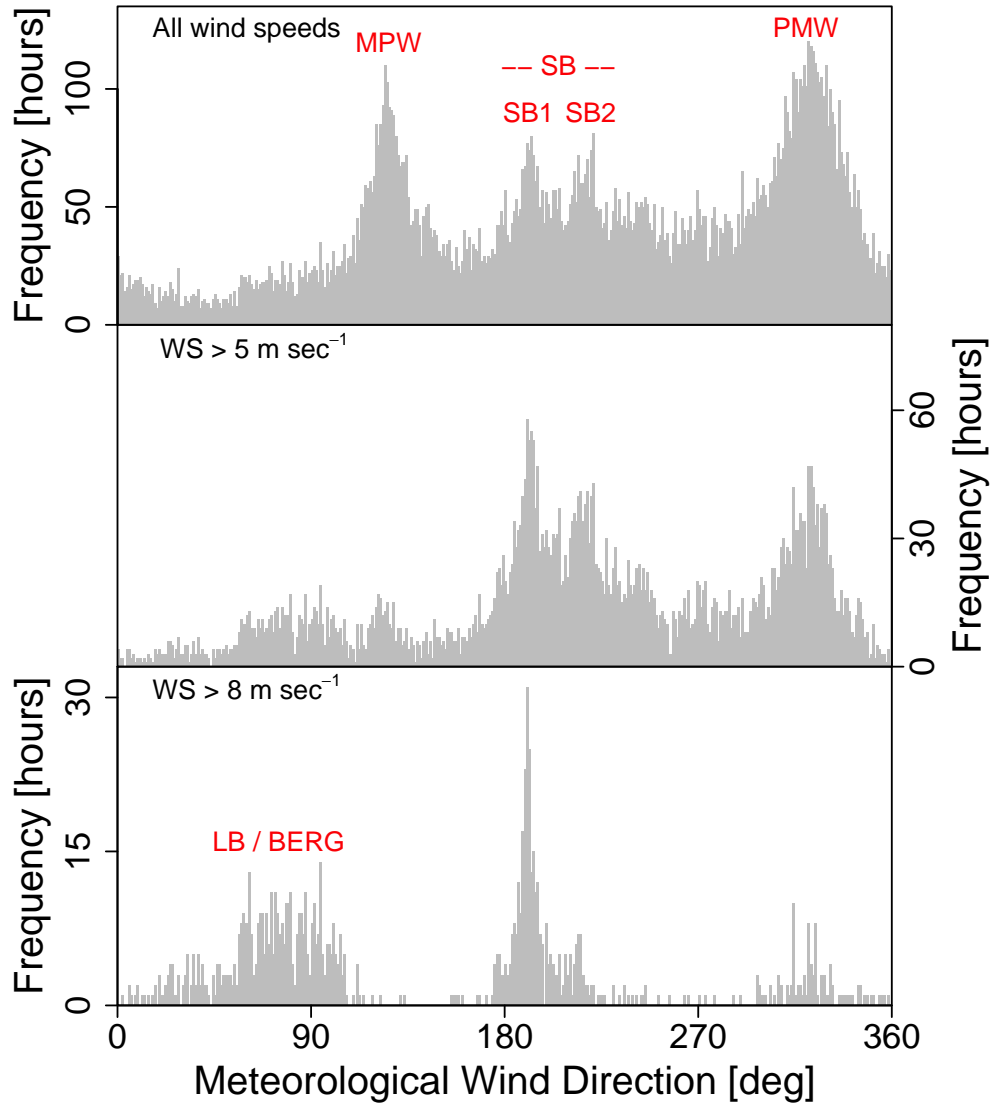 All wind speeds
MPW
PMW
−− SB −−
SB1 SB2
Frequency [hours]
0 50 100
WS > 5 m sec⁻¹
Frequency [hours]
0 30 60
WS > 8 m sec⁻¹
LB / BERG
Frequency [hours]
0 15 30
0 90 180 270 360
Meteorological Wind Direction [deg]